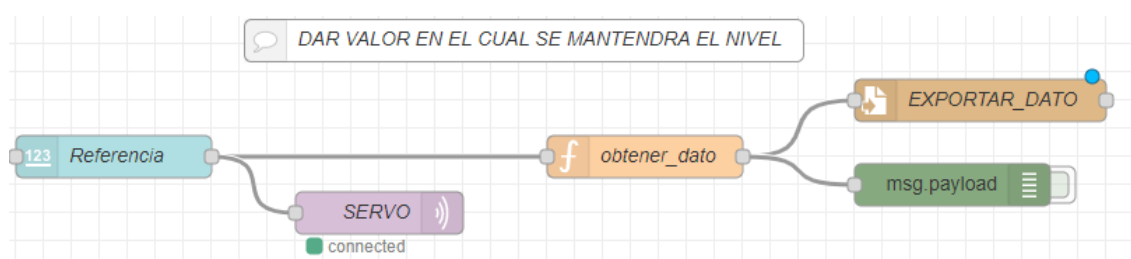 DAR VALOR EN EL CUAL SE MANTENDRA EL NIVEL
EXPORTAR_DATO
123 Referencia
f obtener_dato
msg.payload
SERVO
connected